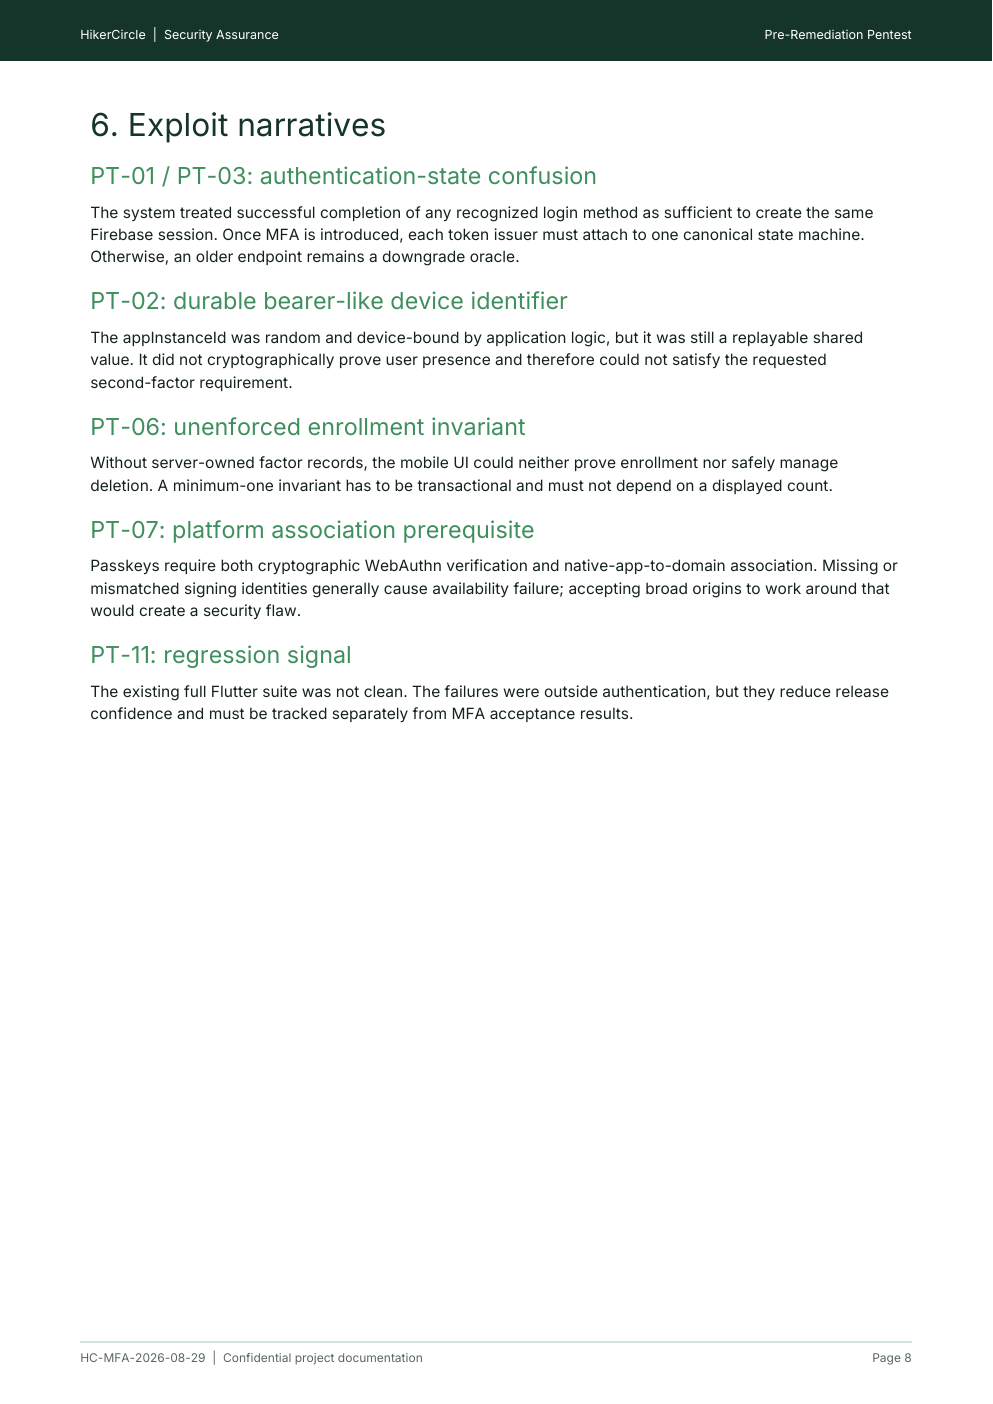 HikerCircle | Security Assurance
Pre-Remediation Pentest
6. Exploit narratives
PT-01 / PT-03: authentication-state confusion
The system treated successful completion of any recognized login method as sufficient to create the same
Firebase session. Once MFA is introduced, each token issuer must attach to one canonical state machine.
Otherwise, an older endpoint remains a downgrade oracle.
PT-02: durable bearer-like device identifier
The appInstanceId was random and device-bound by application logic, but it was still a replayable shared
value. It did not cryptographically prove user presence and therefore could not satisfy the requested
second-factor requirement.
PT-06: unenforced enrollment invariant
Without server-owned factor records, the mobile UI could neither prove enrollment nor safely manage
deletion. A minimum-one invariant has to be transactional and must not depend on a displayed count.
PT-07: platform association prerequisite
Passkeys require both cryptographic WebAuthn verification and native-app-to-domain association. Missing or
mismatched signing identities generally cause availability failure; accepting broad origins to work around that
would create a security flaw.
PT-11: regression signal
The existing full Flutter suite was not clean. The failures were outside authentication, but they reduce release
confidence and must be tracked separately from MFA acceptance results.
HC-MFA-2026-08-29 | Confidential project documentation
Page 8